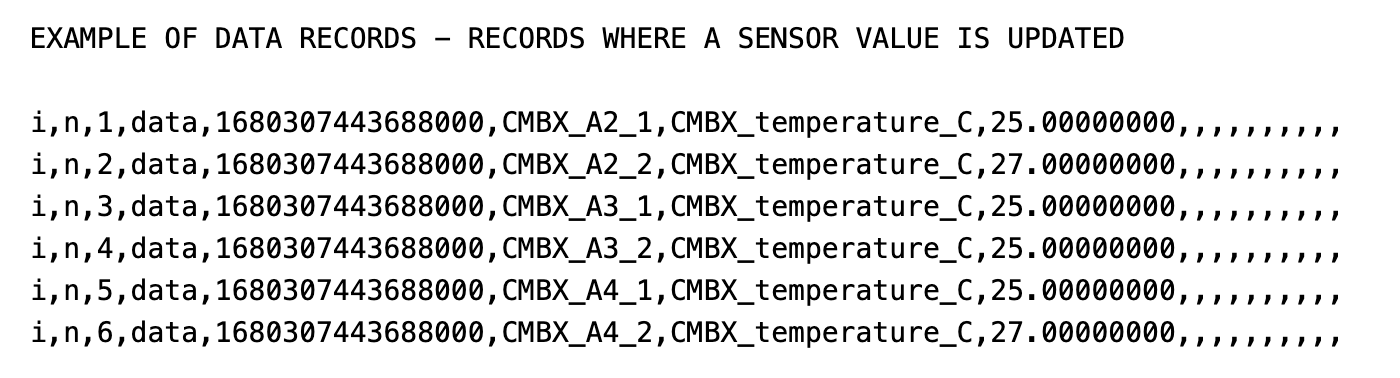 EXAMPLE OF DATA RECORDS – RECORDS WHERE A SENSOR VALUE IS UPDATED
i,n,1,data,1680307443688000,CMBX_A2_1,CMBX_temperature_C,25.00000000,,,,,,,,,,
i,n,2,data,1680307443688000,CMBX_A2_2,CMBX_temperature_C,27.00000000,,,,,,,,,,
i,n,3,data,1680307443688000,CMBX_A3_1,CMBX_temperature_C,25.00000000,,,,,,,,,,
i,n,4,data,1680307443688000,CMBX_A3_2,CMBX_temperature_C,25.00000000,,,,,,,,,,
i,n,5,data,1680307443688000,CMBX_A4_1,CMBX_temperature_C,25.00000000,,,,,,,,,,
i,n,6,data,1680307443688000,CMBX_A4_2,CMBX_temperature_C,27.00000000,,,,,,,,,,